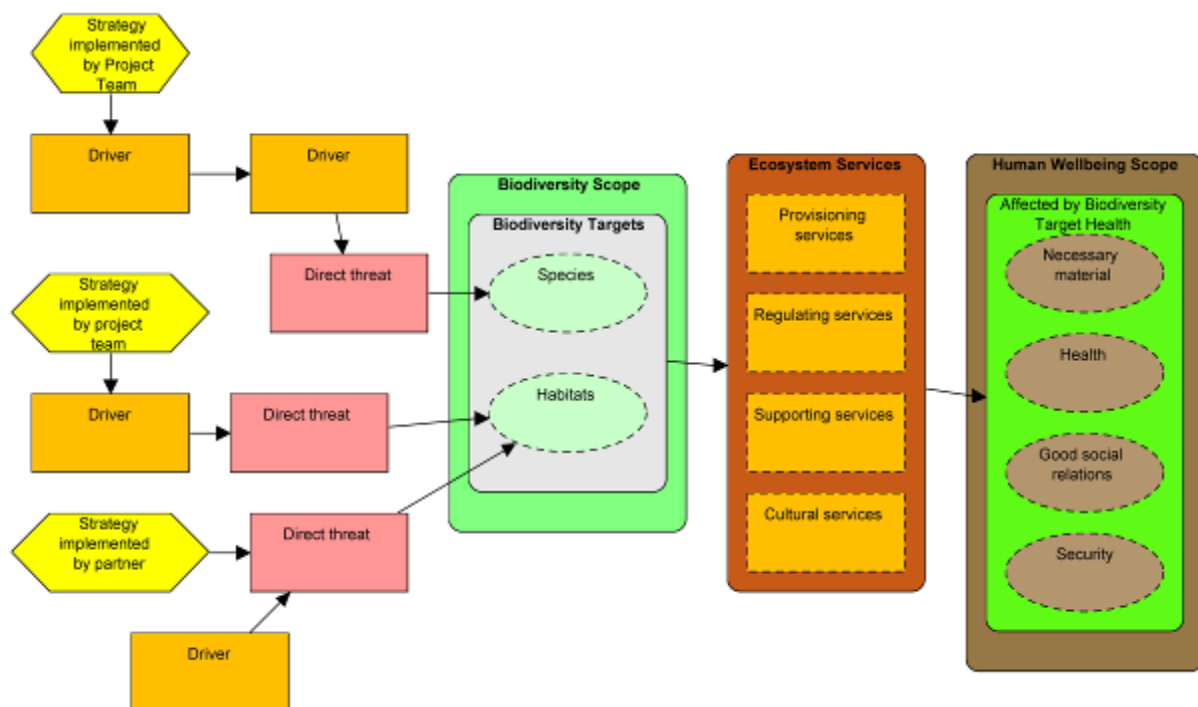 Strategy
implemented
by Project
Team
Driver
Driver
Direct threat
Strategy
implemented
by project
team
Driver
Direct threat
Strategy
implemented
by partner
Direct threat
Driver
Biodiversity Scope
Biodiversity Targets
Species
Habitats
Ecosystem Services
Provisioning
services
Regulating services
Supporting services
Cultural services
Human Wellbeing Scope
Affected by Biodiversity
Target Health
Necessary
material
Health
Good social
relations
Security